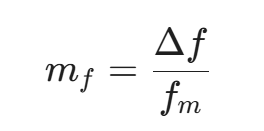 m_f = Δf / f_m